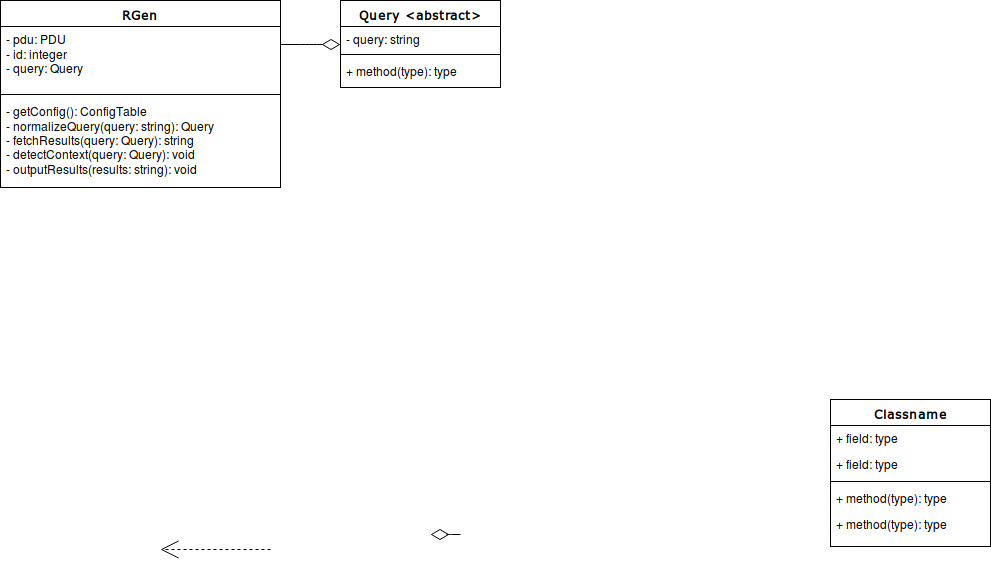 RGen
- pdu: PDU
- id: integer
- query: Query
- getConfig(): ConfigTable
- normalizeQuery(query: string): Query
- fetchResults(query: Query): string
- detectContext(query: Query): void
- outputResults(results: string): void
Query <abstract>
- query: string
+ method(type): type
Classname
+ field: type
+ field: type
+ method(type): type
+ method(type): type